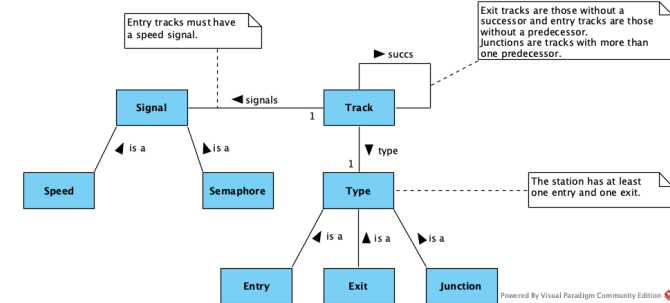 Exit tracks are those without a
successor and entry tracks are those
without a predecessor.
Junctions are tracks with more than
one predecessor.
Entry tracks must have
a speed signal.
succs
signals
Signal
Track
1
is a
is a
type
1
Speed
Semaphore
Type
The station has at least
one entry and one exit.
is a
is a
is a
Entry
Exit
Junction
Powered By Visual Paradigm Community Edition